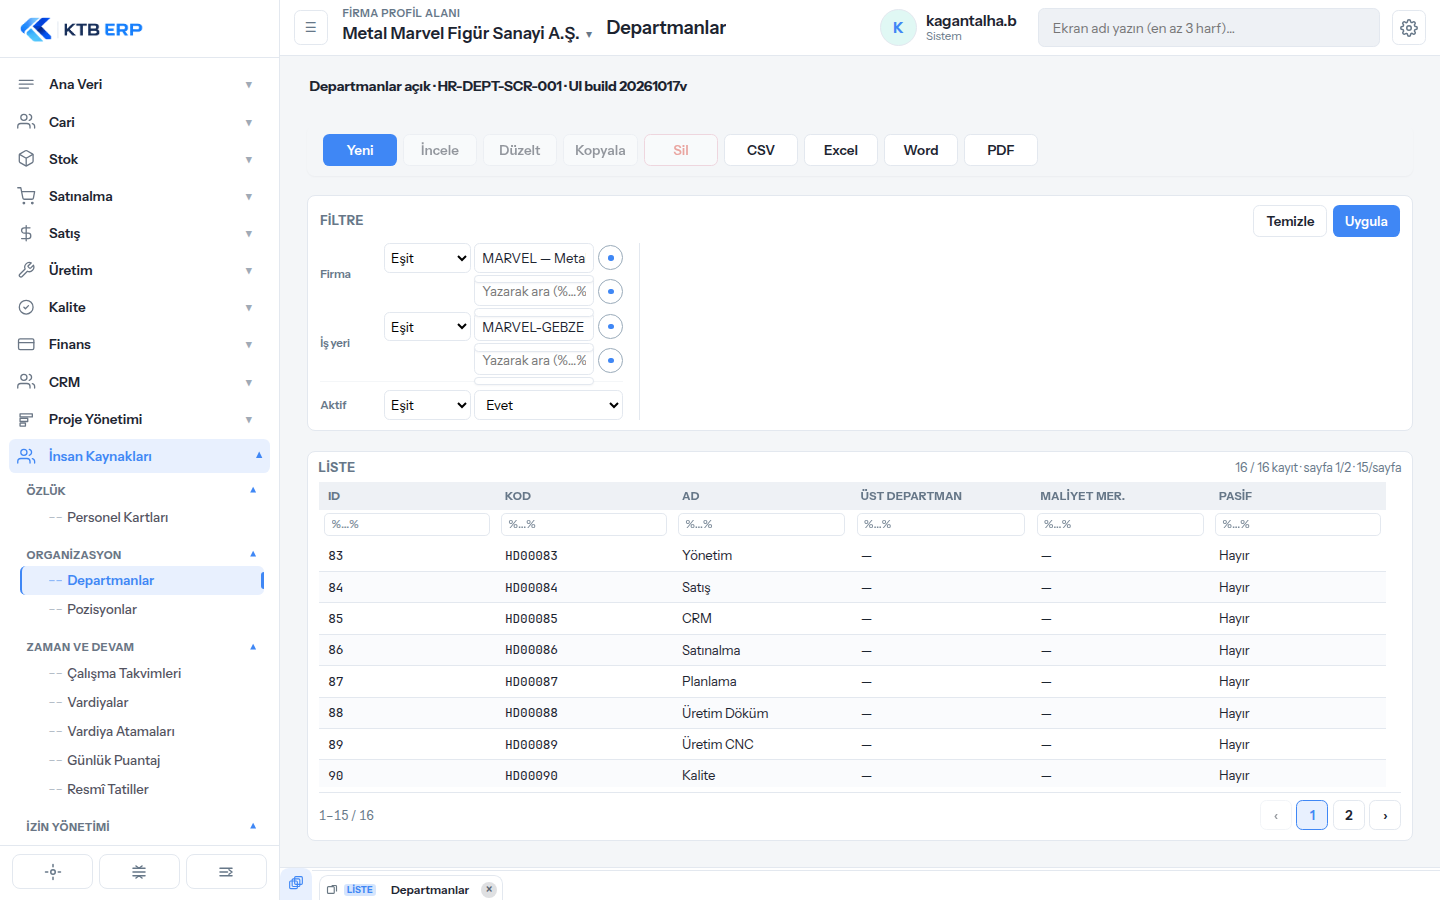 KTB ERP
FİRMA PROFİL ALANI
Metal Marvel Figür Sanayi A.Ş. ▾
Departmanlar
K
kagantalha.b
Sistem
Ekran adı yazın (en az 3 harf)...
Ana Veri
Cari
Stok
Satınalma
Satış
Üretim
Kalite
Finans
CRM
Proje Yönetimi
İnsan Kaynakları
ÖZLÜK
Personel Kartları
ORGANİZASYON
Departmanlar
Pozisyonlar
ZAMAN VE DEVAM
Çalışma Takvimleri
Vardiyalar
Vardiya Atamaları
Günlük Puantaj
Resmî Tatiller
İZİN YÖNETİMİ
Departmanlar açık · HR-DEPT-SCR-001 · UI build 20261017v
Yeni İncele Düzelt Kopyala Sil CSV Excel Word PDF
FİLTRE
Temizle Uygula
Firma Eşit MARVEL — Meta
Yazarak ara (%...%
İş yeri Eşit MARVEL-GEBZE
Yazarak ara (%...%
Aktif Eşit Evet
LİSTE
16 / 16 kayıt · sayfa 1/2 · 15/sayfa
ID KOD AD ÜST DEPARTMAN MALİYET MER. PASİF
%...% %...% %...% %...% %...% %...%
83 HD00083 Yönetim — — Hayır
84 HD00084 Satış — — Hayır
85 HD00085 CRM — — Hayır
86 HD00086 Satınalma — — Hayır
87 HD00087 Planlama — — Hayır
88 HD00088 Üretim Döküm — — Hayır
89 HD00089 Üretim CNC — — Hayır
90 HD00090 Kalite — — Hayır
1–15 / 16
‹ 1 2 ›
LİSTE Departmanlar ×